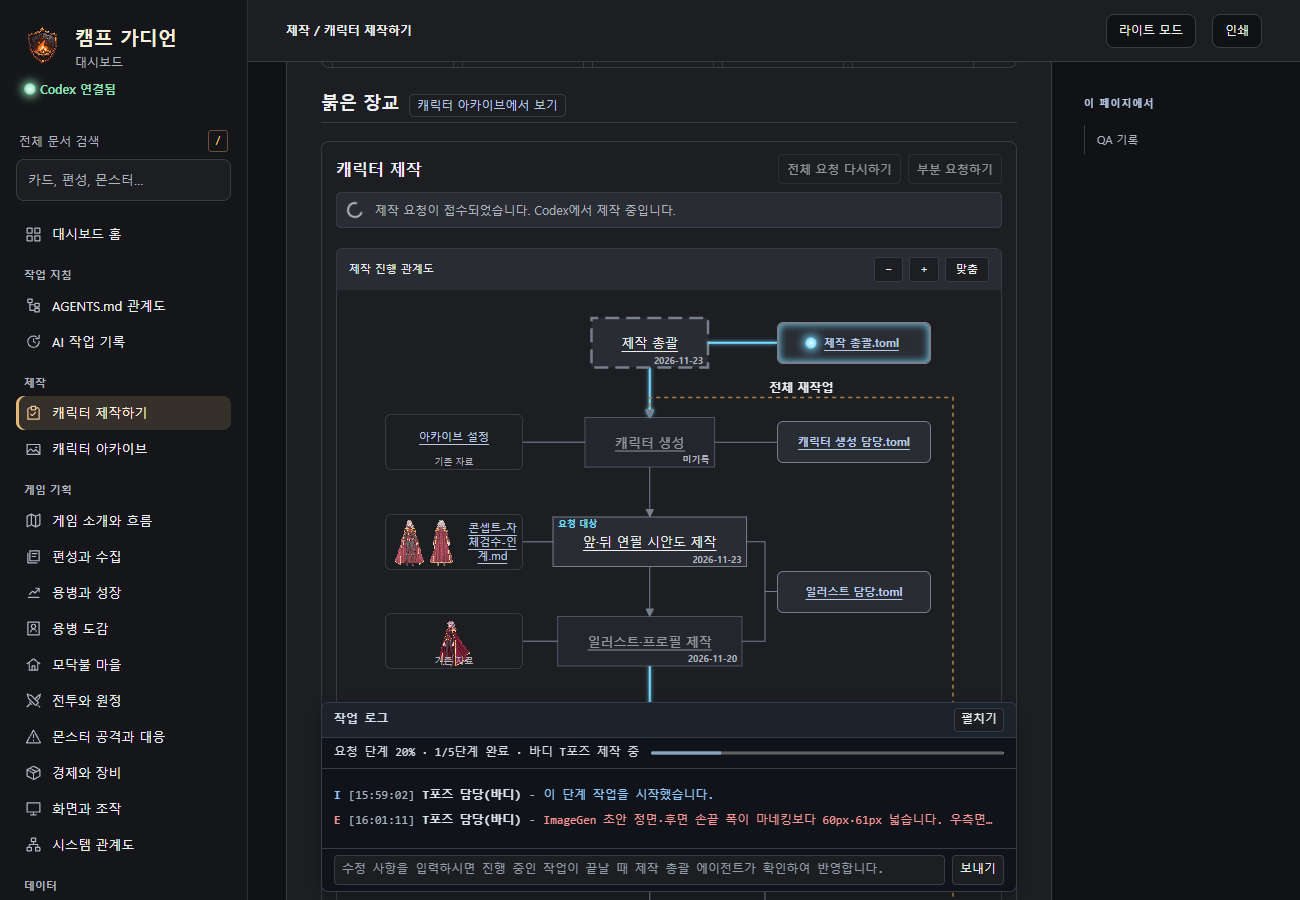 캠프 가디언
대시보드
Codex 연결됨
전체 문서 검색
/
카드, 편성, 몬스터...
대시보드 홈
작업 지침
AGENTS.md 관계도
AI 작업 기록
제작
캐릭터 제작하기
캐릭터 아카이브
게임 기획
게임 소개와 흐름
편성과 수집
용병과 성장
용병 도감
모닥불 마을
전투와 원정
몬스터 공격과 대응
경제와 장비
화면과 조작
시스템 관계도
데이터
제작 / 캐릭터 제작하기
라이트 모드
인쇄
붉은 장교
캐릭터 아카이브에서 보기
캐릭터 제작
전체 요청 다시하기
부분 요청하기
제작 요청이 접수되었습니다. Codex에서 제작 중입니다.
제작 진행 관계도
−
+
맞춤
제작 총괄
2026-11-23
제작 총괄.toml
전체 재작업
아카이브 설정
기존 자료
캐릭터 생성
미기록
캐릭터 생성 담당.toml
콘셉트-자
체검수-인
계.md
요청 대상
앞·뒤 연필 시안도 제작
2026-11-23
일러스트 담당.toml
기존 자료
일러스트·프로필 제작
2026-11-20
작업 로그
펼치기
요청 단계 20% · 1/5단계 완료 · 바디 T포즈 제작 중
I [15:59:02] T포즈 담당(바디) - 이 단계 작업을 시작했습니다.
E [16:01:11] T포즈 담당(바디) - ImageGen 초안 정면·후면 손끝 폭이 마네킹보다 60px·61px 넓습니다. 우측면…
수정 사항을 입력하시면 진행 중인 작업이 끝날 때 제작 총괄 에이전트가 확인하여 반영합니다.
보내기
이 페이지에서
QA 기록